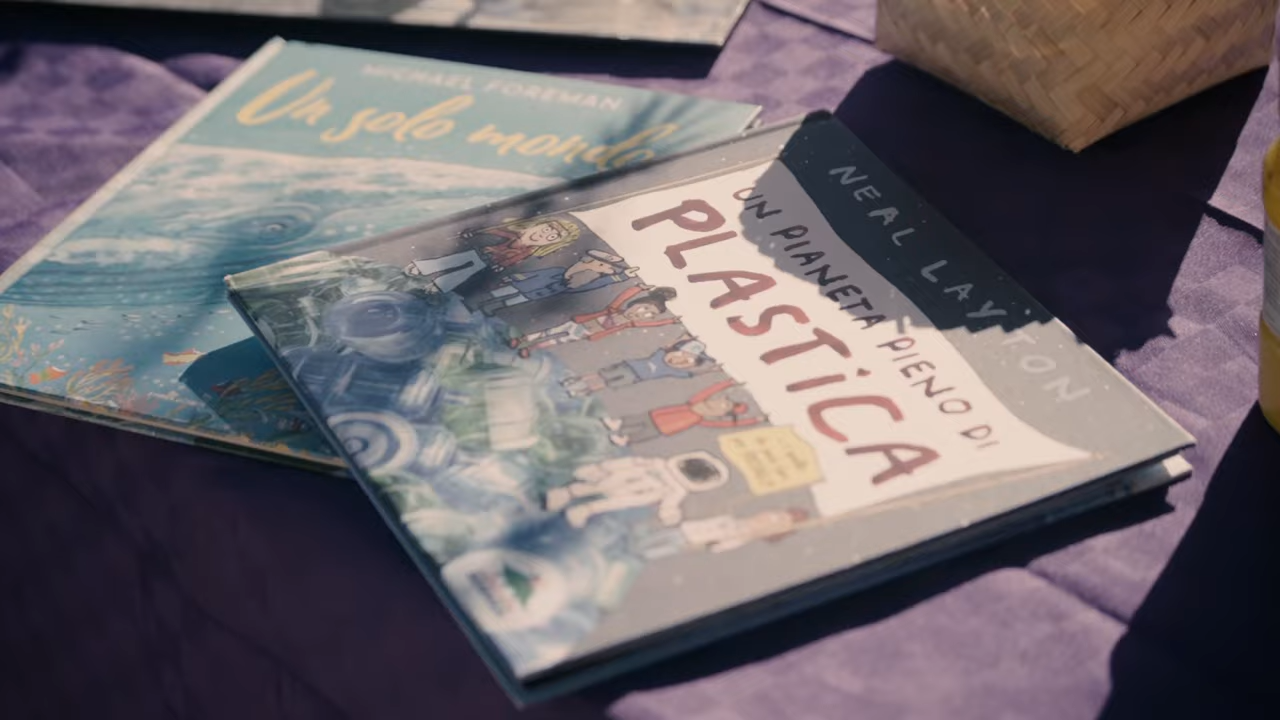 MICHAEL FOREMAN
Un solo mondo
NEAL LAYTON
UN PIANETA PIENO DI
PLASTiCA